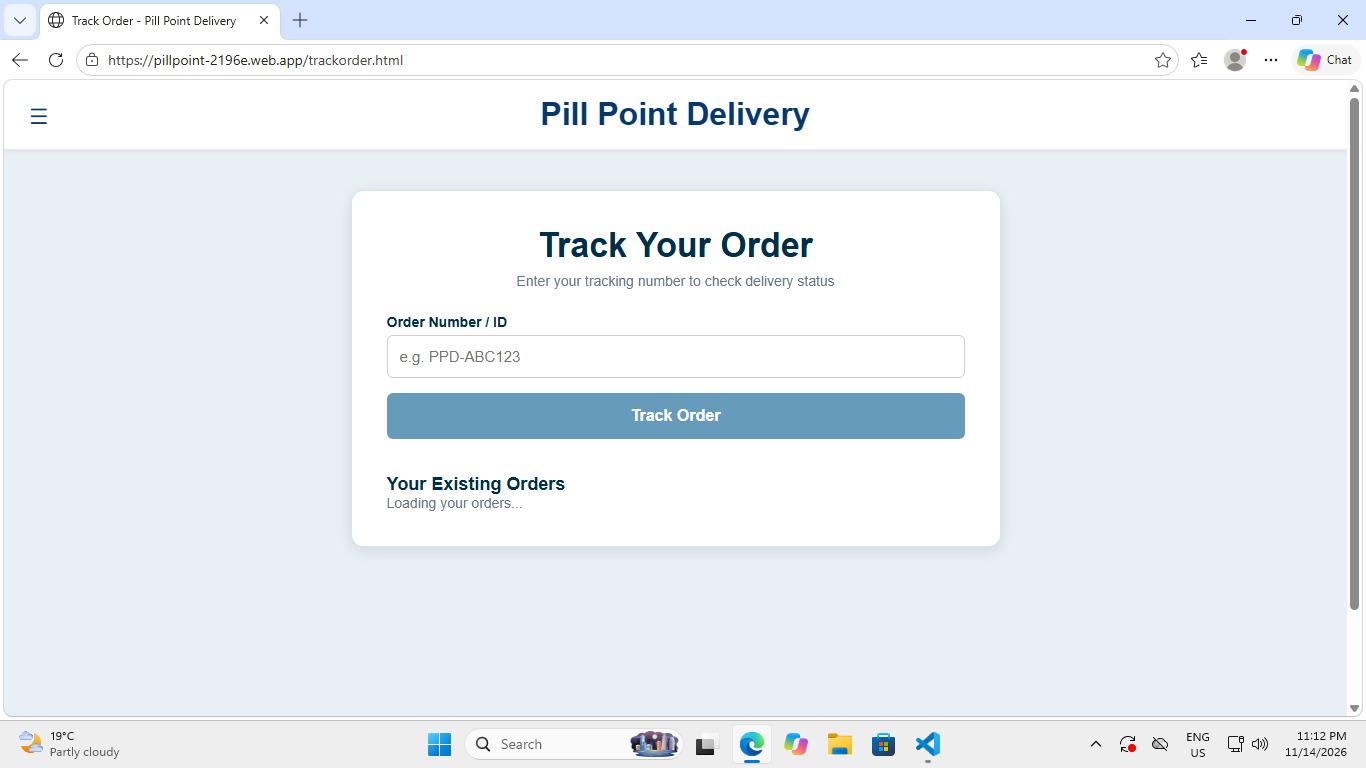 Track Order - Pill Point Delivery
https://pillpoint-2196e.web.app/trackorder.html
Chat
☰
Pill Point Delivery
Track Your Order
Enter your tracking number to check delivery status
Order Number / ID
e.g. PPD-ABC123
Track Order
Your Existing Orders
Loading your orders...
19°C
Partly cloudy
Search
ENG
US
11:12 PM
11/14/2026